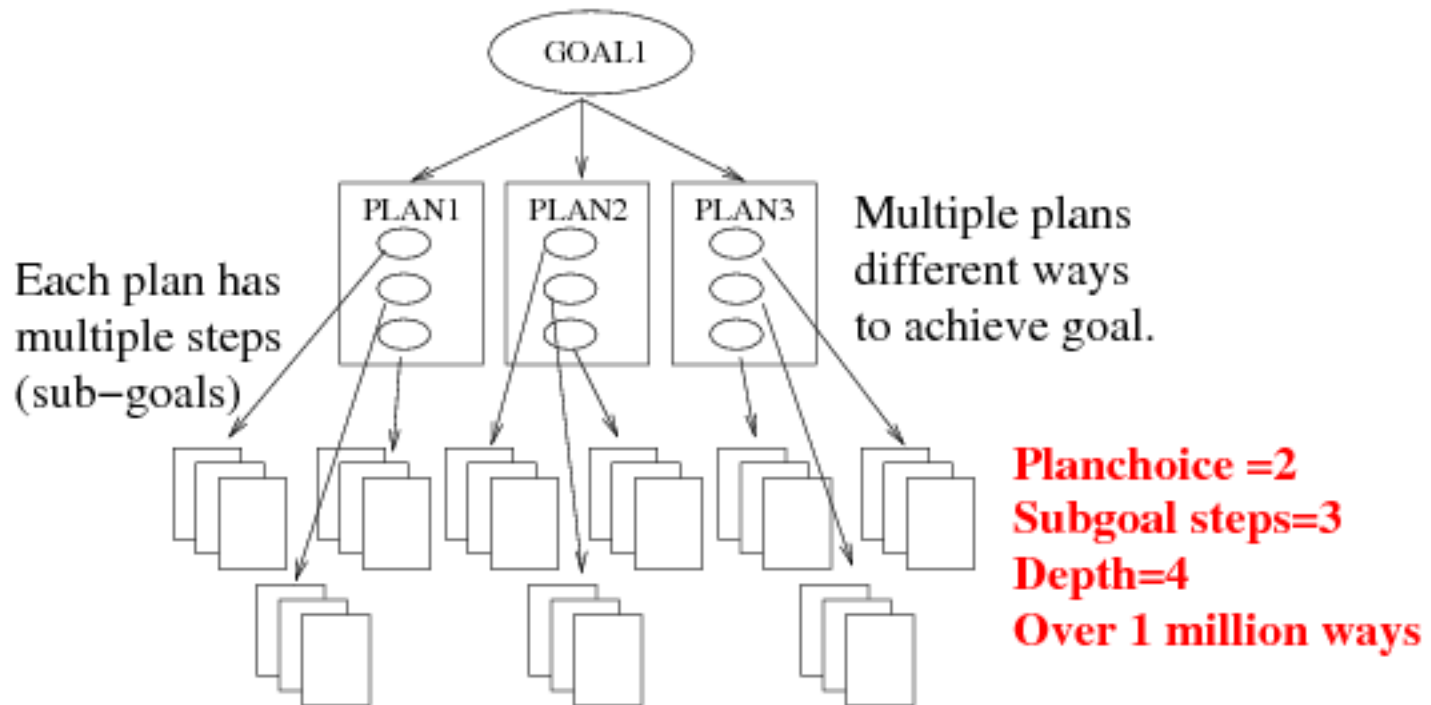 GOAL1
PLAN1
PLAN2
PLAN3
Multiple plans
different ways
to achieve goal.
Each plan has
multiple steps
(sub−goals)
Planchoice =2
Subgoal steps=3
Depth=4
Over 1 million ways